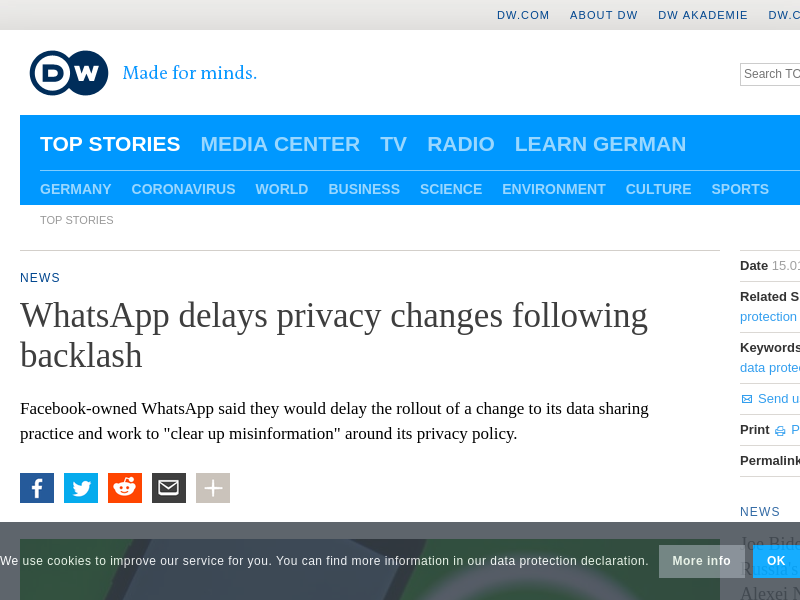 DW.COM ABOUT DW DW AKADEMIE
DW Made for minds.
Search
TOP STORIES MEDIA CENTER TV RADIO LEARN GERMAN
GERMANY CORONAVIRUS WORLD BUSINESS SCIENCE ENVIRONMENT CULTURE SPORTS
TOP STORIES
NEWS
WhatsApp delays privacy changes following
backlash
Facebook-owned WhatsApp said they would delay the rollout of a change to its data sharing
practice and work to "clear up misinformation" around its privacy policy.
Date 15.01
Related S
protection
Keywords
data prote
Send u
Print P
Permalink
NEWS
Joe Bide
Russia's
Alexej N
We use cookies to improve our service for you. You can find more information in our data protection declaration. More info OK